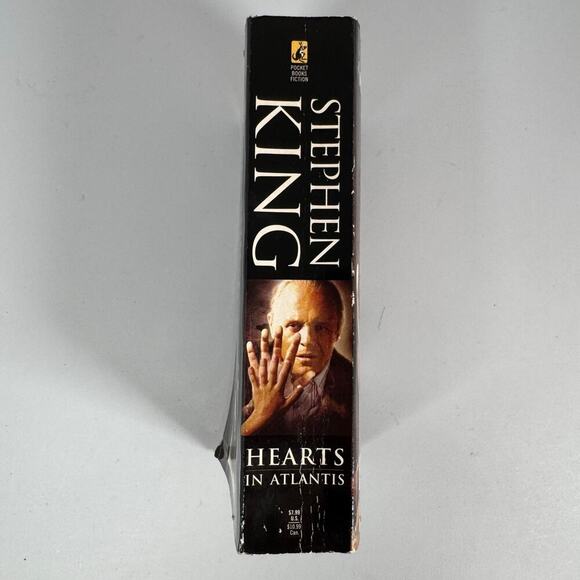 POCKET
BOOKS
FICTION
STEPHEN
KING
HEARTS
IN ATLANTIS
$7.99
U.S.
$10.99
Can.